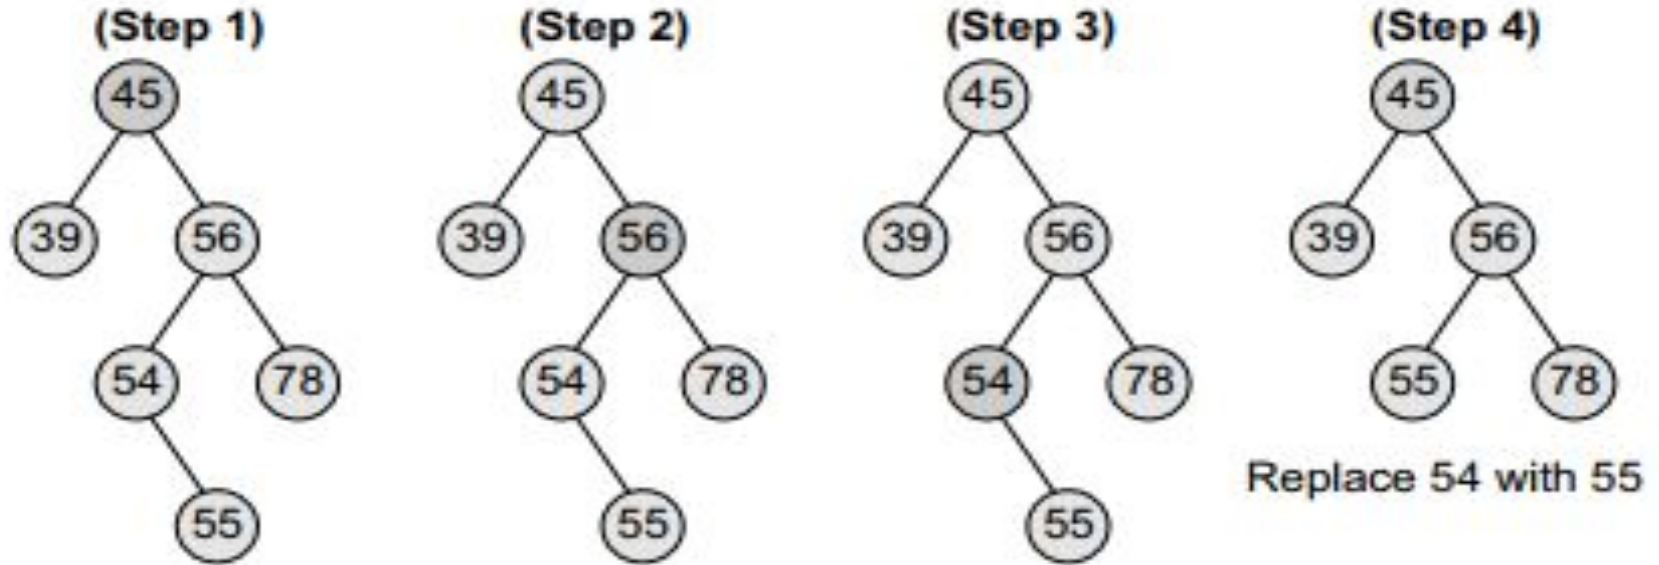 (Step 1) (Step 2) (Step 3) (Step 4)
45 45 45 45
39 56 39 56 39 56 39 56
54 78 54 78 54 78 55 78
Replace 54 with 55
55 55 55